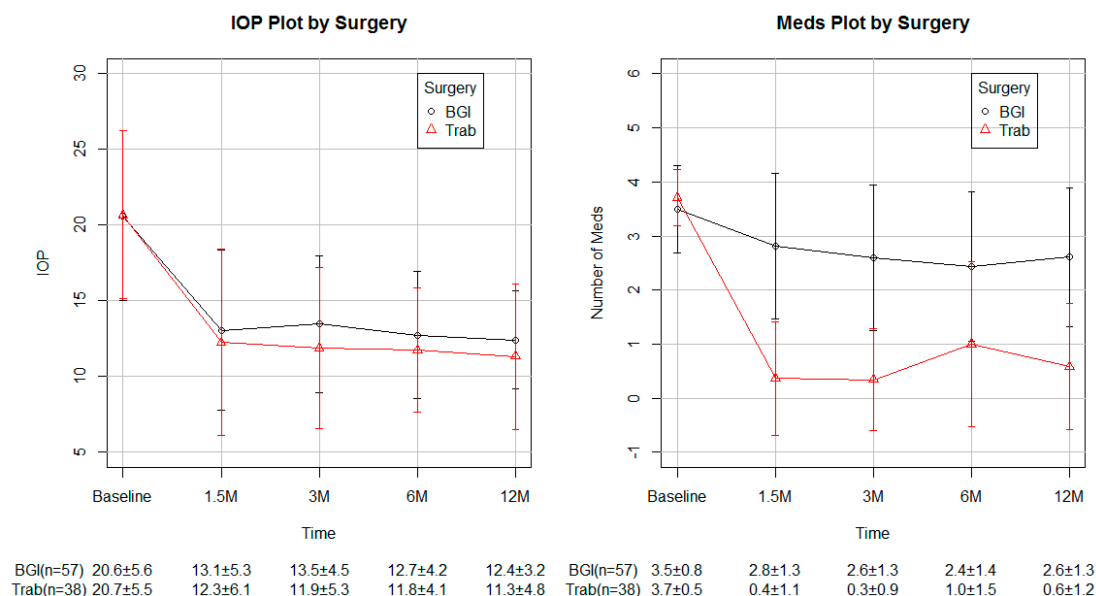 IOP Plot by Surgery
30
25
20
15
10
5
IOP
Surgery
BGI
Trab
Baseline 1.5M 3M 6M 12M
Time
BGI(n=57) 20.6±5.6 13.1±5.3 13.5±4.5 12.7±4.2 12.4±3.2
Trab(n=38) 20.7±5.5 12.3±6.1 11.9±5.3 11.8±4.1 11.3±4.8
Meds Plot by Surgery
6
5
4
3
2
1
0
-1
Number of Meds
Surgery
BGI
Trab
Baseline 1.5M 3M 6M 12M
Time
BGI(n=57) 3.5±0.8 2.8±1.3 2.6±1.3 2.4±1.4 2.6±1.3
Trab(n=38) 3.7±0.5 0.4±1.1 0.3±0.9 1.0±1.5 0.6±1.2